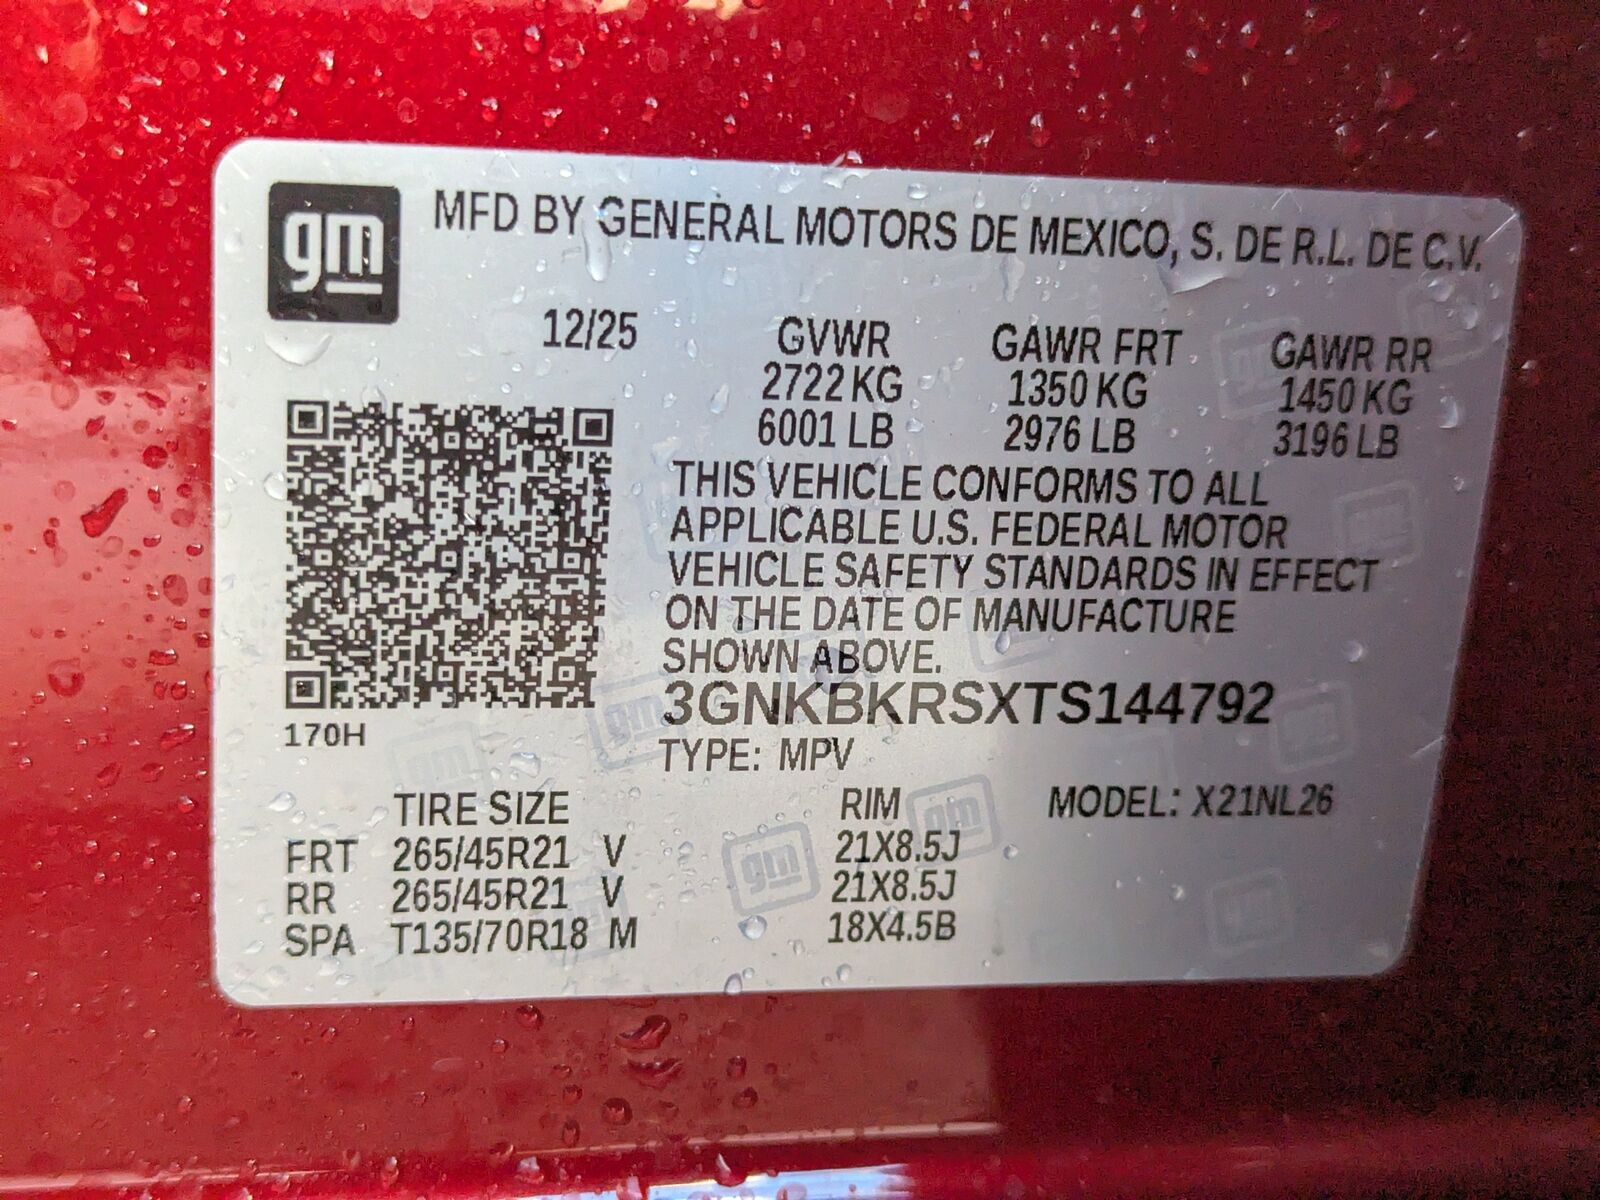 gm
MFD BY GENERAL MOTORS DE MEXICO, S. DE R.L. DE C.V.
12/25 GVWR GAWR FRT GAWR RR
2722 KG 1350 KG 1450 KG
6001 LB 2976 LB 3196 LB
THIS VEHICLE CONFORMS TO ALL
APPLICABLE U.S. FEDERAL MOTOR
VEHICLE SAFETY STANDARDS IN EFFECT
ON THE DATE OF MANUFACTURE
SHOWN ABOVE.
3GNKBKRSXTS144792
170H
TYPE: MPV
TIRE SIZE RIM MODEL: X21NL26
FRT 265/45R21 V 21X8.5J
RR 265/45R21 V 21X8.5J
SPA T135/70R18 M 18X4.5B